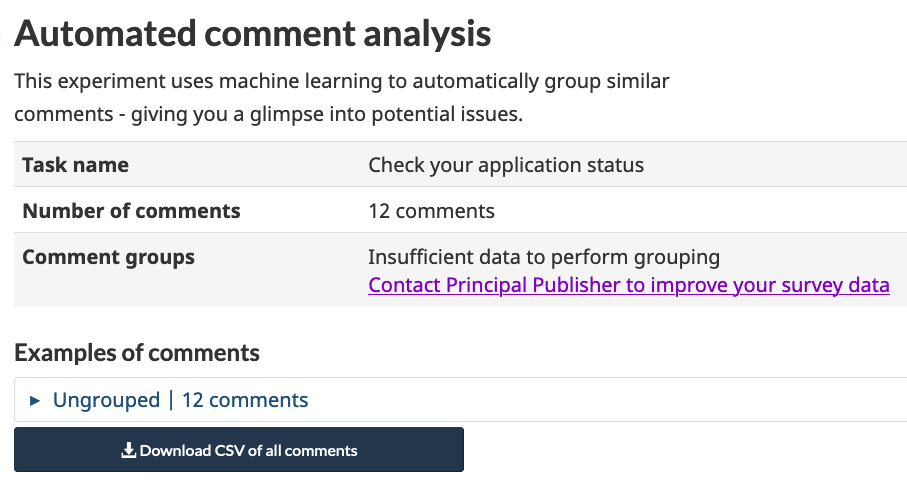 Automated comment analysis
This experiment uses machine learning to automatically group similar
comments - giving you a glimpse into potential issues.
Task name Check your application status
Number of comments 12 comments
Comment groups Insufficient data to perform grouping
Contact Principal Publisher to improve your survey data
Examples of comments
► Ungrouped | 12 comments
Download CSV of all comments